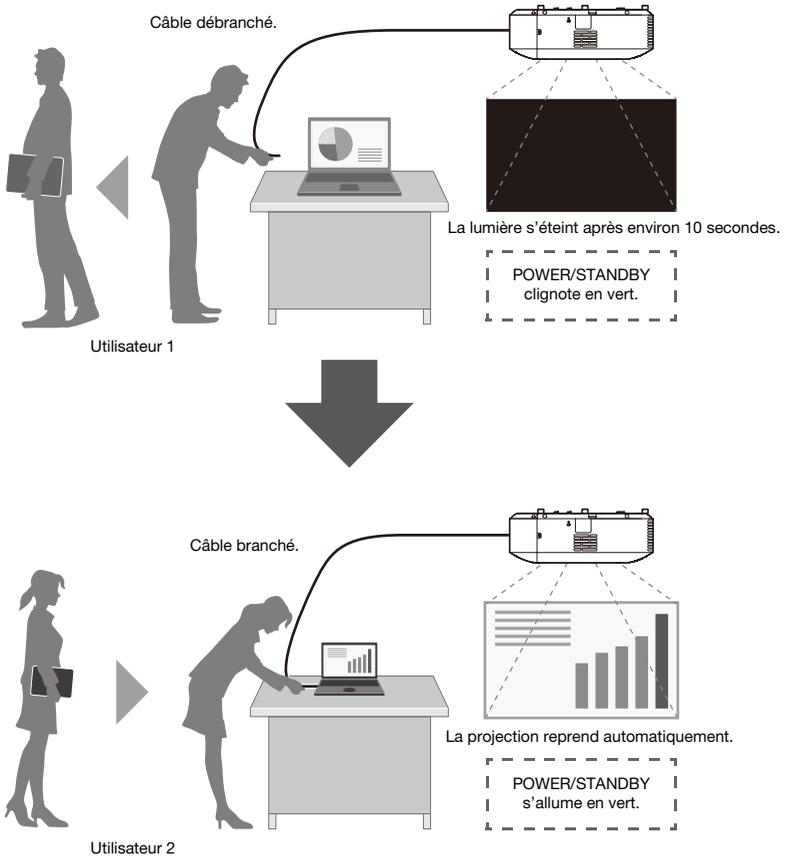 Câble débranché.
La lumière s'éteint après environ 10 secondes.
POWER/STANDBY
clignote en vert.
Utilisateur 1
Câble branché.
La projection reprend automatiquement.
POWER/STANDBY
s'allume en vert.
Utilisateur 2